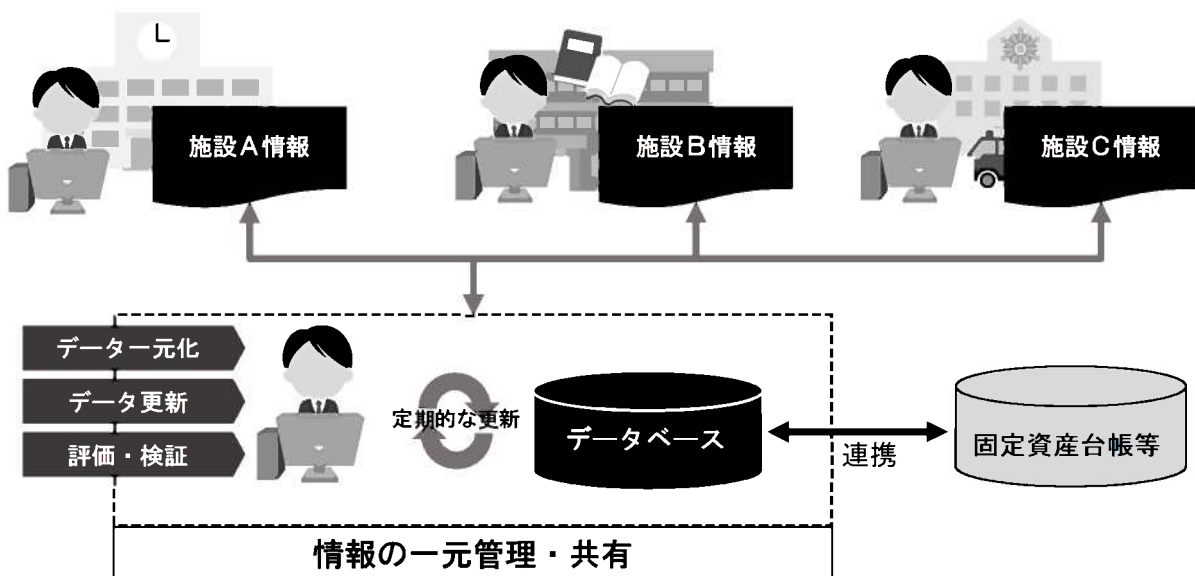 施設A情報
施設B情報
施設C情報
データ一元化
データ更新
評価・検証
定期的な更新
データベース
連携
固定資産台帳等
情報の一元管理・共有